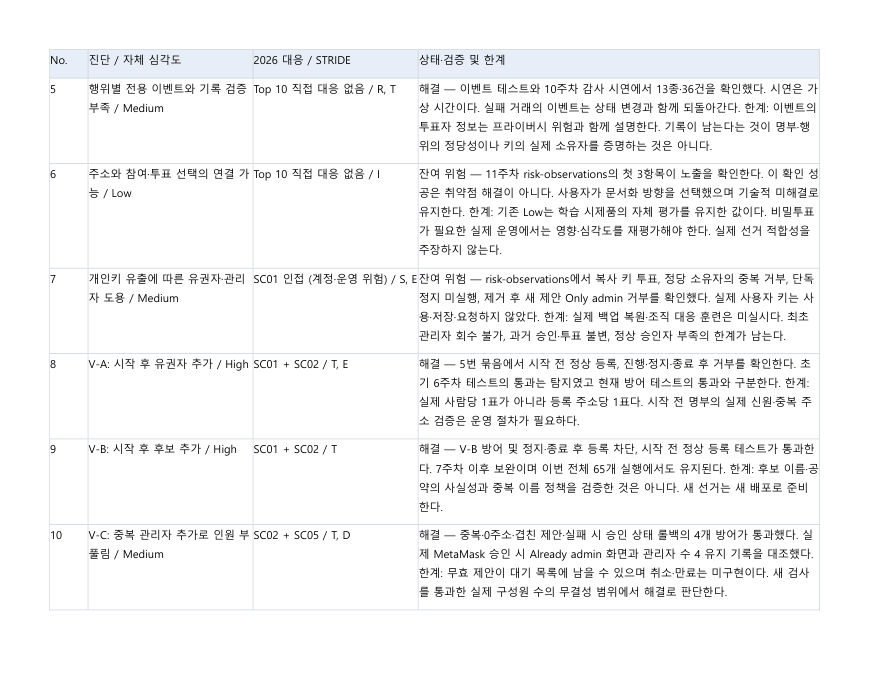 No. 진단 / 자체 심각도 2026 대응 / STRIDE 상태·검증 및 한계
5 행위별 전용 이벤트와 기록 검증 부족 / Medium
Top 10 직접 대응 없음 / R, T
해결 — 이벤트 테스트와 10주차 감사 시연에서 13종·36건을 확인했다. 시연은 가
상 시간이다. 실패 거래의 이벤트는 상태 변경과 함께 되돌아간다. 한계: 이벤트의
투표자 정보는 프라이버시 위험과 함께 설명한다. 기록이 남는다는 것이 명부·행
위의 정당성이나 키의 실제 소유자를 증명하는 것은 아니다.
6 주소와 참여·투표 선택의 연결 가
능 / Low
Top 10 직접 대응 없음 / I
잔여 위험 — 11주차 risk-observations의 첫 3항목이 노출을 확인한다. 이 확인 성
공은 취약점 해결이 아니다. 사용자가 문서화 방향을 선택했으며 기술적 미해결로
유지한다. 한계: 기존 Low는 학습 시제품의 자체 평가를 유지한 값이다. 비밀투표
가 필요한 실제 운영에서는 영향·심각도를 재평가해야 한다. 실제 선거 적합성을
주장하지 않는다.
7 개인키 유출에 따른 유권자·관리
자 도용 / Medium
SC01 인접 (계정·운영 위험) / S, E
잔여 위험 — risk-observations에서 복사 키 투표, 정당 소유자의 중복 거부, 단독
정지 미실행, 제거 후 새 제안 Only admin 거부를 확인했다. 실제 사용자 키는 사
용·저장·요청하지 않았다. 한계: 실제 백업 복원·조직 대응 훈련은 미실시다. 최초
관리자 회수 불가, 과거 승인·투표 불변, 정상 승인자 부족의 한계가 남는다.
8 V-A: 시작 후 유권자 추가 / High
SC01 + SC02 / T, E
해결 — 5번 묶음에서 시작 전 정상 등록, 진행·정지·종료 후 거부를 확인한다. 초
기 6주차 테스트의 통과는 탐지였고 현재 방어 테스트의 통과와 구분한다. 한계:
실제 사람당 1표가 아니라 등록 주소당 1표다. 시작 전 명부의 실제 신원·중복 주
소 검증은 운영 절차가 필요하다.
9 V-B: 시작 후 후보 추가 / High
SC01 + SC02 / T
해결 — V-B 방어 및 정지·종료 후 등록 차단, 시작 전 정상 등록 테스트가 통과한
다. 7주차 이후 보완이며 이번 전체 65개 실행에서도 유지된다. 한계: 후보 이름·공
약의 사실성과 중복 이름 정책을 검증한 것은 아니다. 새 선거는 새 배포로 준비
한다.
10 V-C: 중복 관리자 추가로 인원 부
풀림 / Medium
SC02 + SC05 / T, D
해결 — 중복·0주소·겹친 제안·실패 시 승인 상태 롤백의 4개 방어가 통과했다. 실
제 MetaMask 승인 시 Already admin 화면과 관리자 수 4 유지 기록을 대조했다.
한계: 무효 제안이 대기 목록에 남을 수 있으며 취소·만료는 미구현이다. 새 검사
를 통과한 실제 구성원 수의 무결성 범위에서 해결로 판단한다.